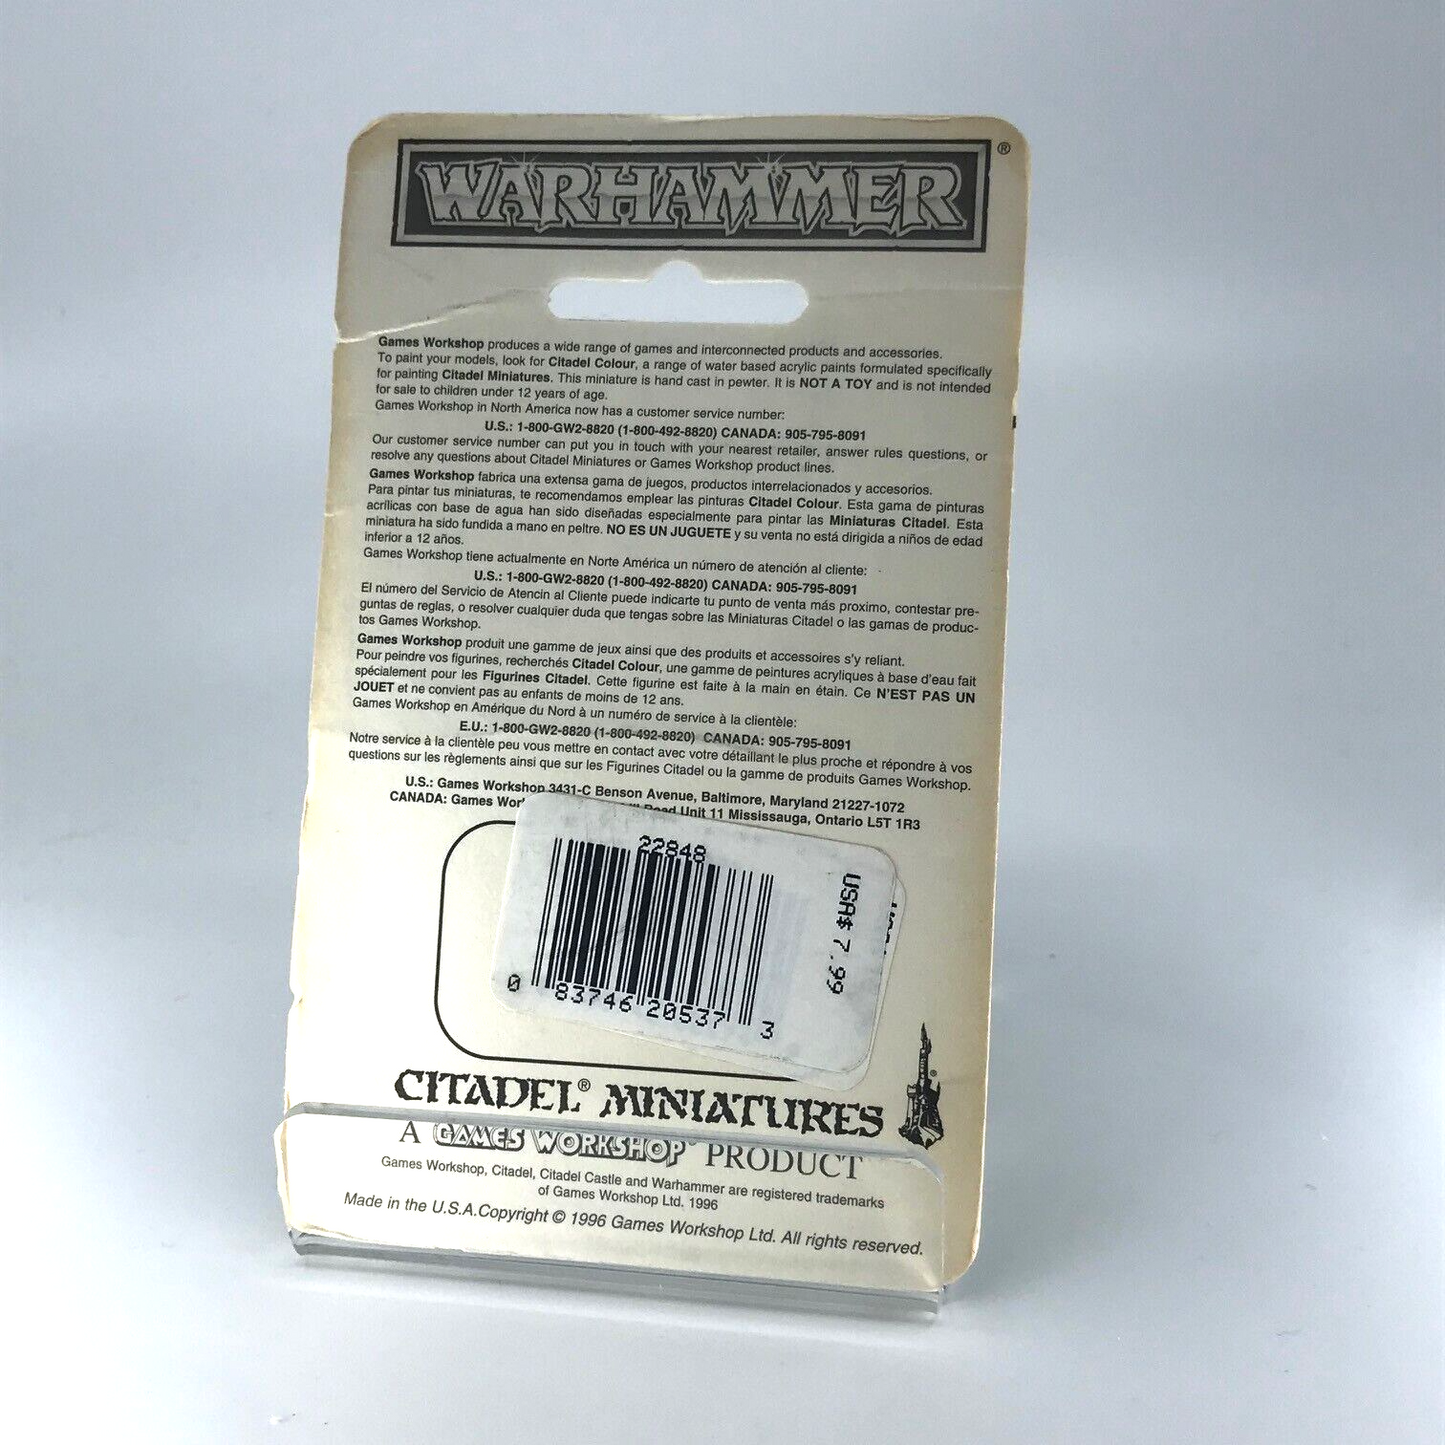 WARHAMMER®
Games Workshop produces a wide range of games and interconnected products and accessories.
To paint your models, look for Citadel Colour, a range of water based acrylic paints formulated specifically
for painting Citadel Miniatures. This miniature is hand cast in pewter. It is NOT A TOY and is not intended
for sale to children under 12 years of age.
Games Workshop in North America now has a customer service number:
U.S.: 1-800-GW2-8820 (1-800-492-8820) CANADA: 905-795-8091
Our customer service number can put you in touch with your nearest retailer, answer rules questions, or
resolve any questions about Citadel Miniatures or Games Workshop product lines.
Games Workshop fabrica una extensa gama de juegos, productos interrelacionados y accesorios.
Para pintar tus miniaturas, te recomendamos emplear las pinturas Citadel Colour. Esta gama de pinturas
acrílicas con base de agua han sido diseñadas especialmente para pintar las Miniaturas Citadel. Esta
miniatura ha sido fundida a mano en peltre. NO ES UN JUGUETE y su venta no está dirigida a niños de edad
inferior a 12 años.
Games Workshop tiene actualmente en Norte América un número de atención al cliente:
U.S.: 1-800-GW2-8820 (1-800-492-8820) CANADA: 905-795-8091
El número del Servicio de Atencin al Cliente puede indicarte tu punto de venta más proximo, contestar pre-
guntas de reglas, o resolver cualquier duda que tengas sobre las Miniaturas Citadel o las gamas de produc-
tos Games Workshop.
Games Workshop produit une gamme de jeux ainsi que des produits et accessoires s'y reliant.
Pour peindre vos figurines, recherchés Citadel Colour, une gamme de peintures acryliques à base d'eau fait
spécialement pour les Figurines Citadel. Cette figurine est faite à la main en étain. Ce N'EST PAS UN
JOUET et ne convient pas au enfants de moins de 12 ans.
Games Workshop en Amérique du Nord à un numéro de service à la clientèle:
E.U.: 1-800-GW2-8820 (1-800-492-8820) CANADA: 905-795-8091
Notre service à la clientèle peu vous mettre en contact avec votre détaillant le plus proche et répondre à vos
questions sur les règlements ainsi que sur les Figurines Citadel ou la gamme de produits Games Workshop.
U.S.: Games Workshop 3431-C Benson Avenue, Baltimore, Maryland 21227-1072
CANADA: Games Road Unit 11 Mississauga, Ontario L5T 1R3
22848
USA$ 7.99
0 83746 20537 3
CITADEL® MINIATURES
A GAMES WORKSHOP® PRODUCT
Games Workshop, Citadel, Citadel Castle and Warhammer are registered trademarks
of Games Workshop Ltd. 1996
Made in the U.S.A.Copyright © 1996 Games Workshop Ltd. All rights reserved.